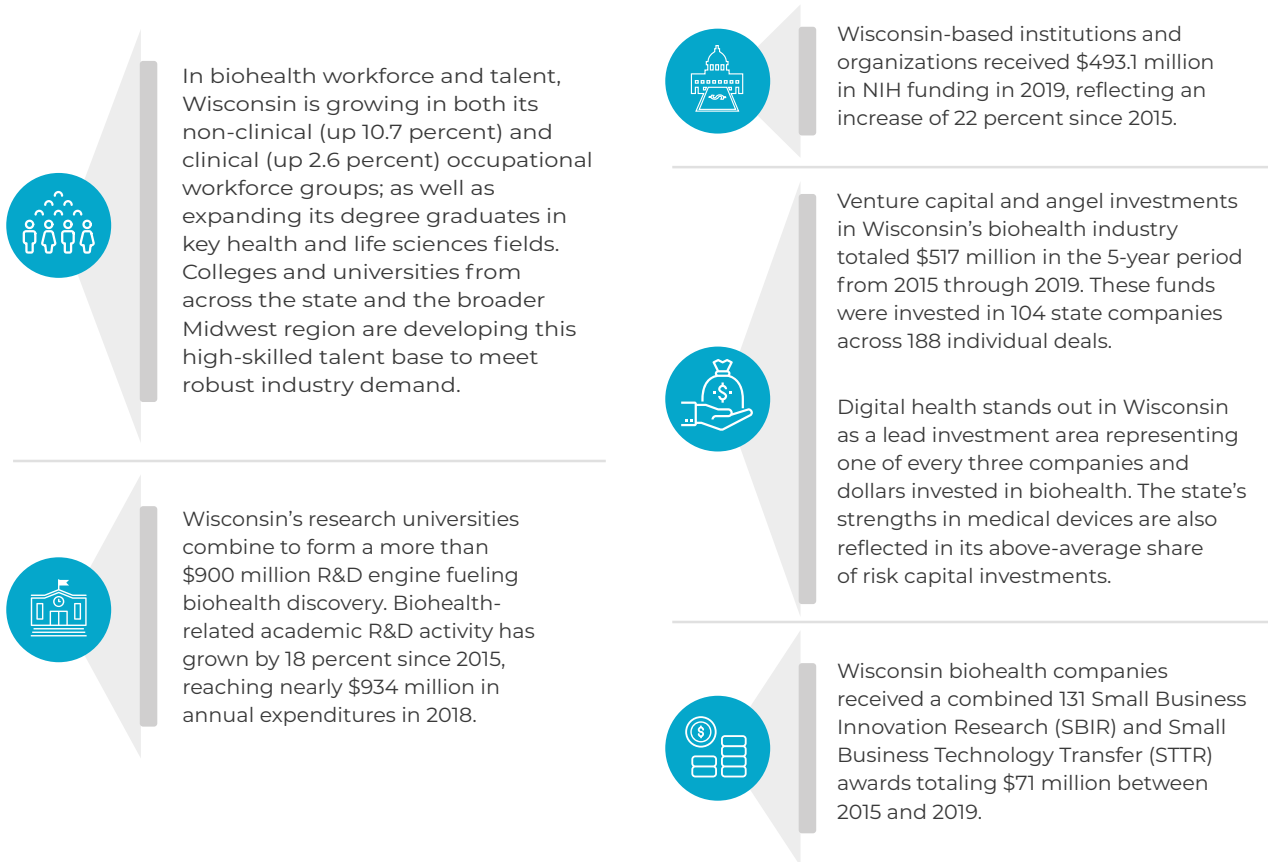 In biohealth workforce and talent,
Wisconsin is growing in both its
non-clinical (up 10.7 percent) and
clinical (up 2.6 percent) occupational
workforce groups; as well as
expanding its degree graduates in
key health and life sciences fields.
Colleges and universities from
across the state and the broader
Midwest region are developing this
high-skilled talent base to meet
robust industry demand.
Wisconsin's research universities
combine to form a more than
$900 million R&D engine fueling
biohealth discovery. Biohealth-
related academic R&D activity has
grown by 18 percent since 2015,
reaching nearly $934 million in
annual expenditures in 2018.
Wisconsin-based institutions and
organizations received $493.1 million
in NIH funding in 2019, reflecting an
increase of 22 percent since 2015.
Venture capital and angel investments
in Wisconsin's biohealth industry
totaled $517 million in the 5-year period
from 2015 through 2019. These funds
were invested in 104 state companies
across 188 individual deals.
Digital health stands out in Wisconsin
as a lead investment area representing
one of every three companies and
dollars invested in biohealth. The state's
strengths in medical devices are also
reflected in its above-average share
of risk capital investments.
Wisconsin biohealth companies
received a combined 131 Small Business
Innovation Research (SBIR) and Small
Business Technology Transfer (STTR)
awards totaling $71 million between
2015 and 2019.